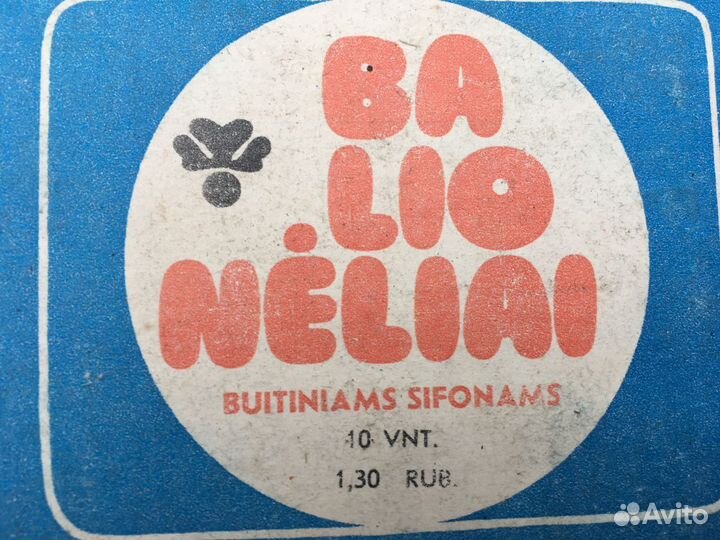 BA
LIO
NĖLIAI
BUITINIAMS SIFONAMS
10 VNT.
1,30 RUB.
Avito